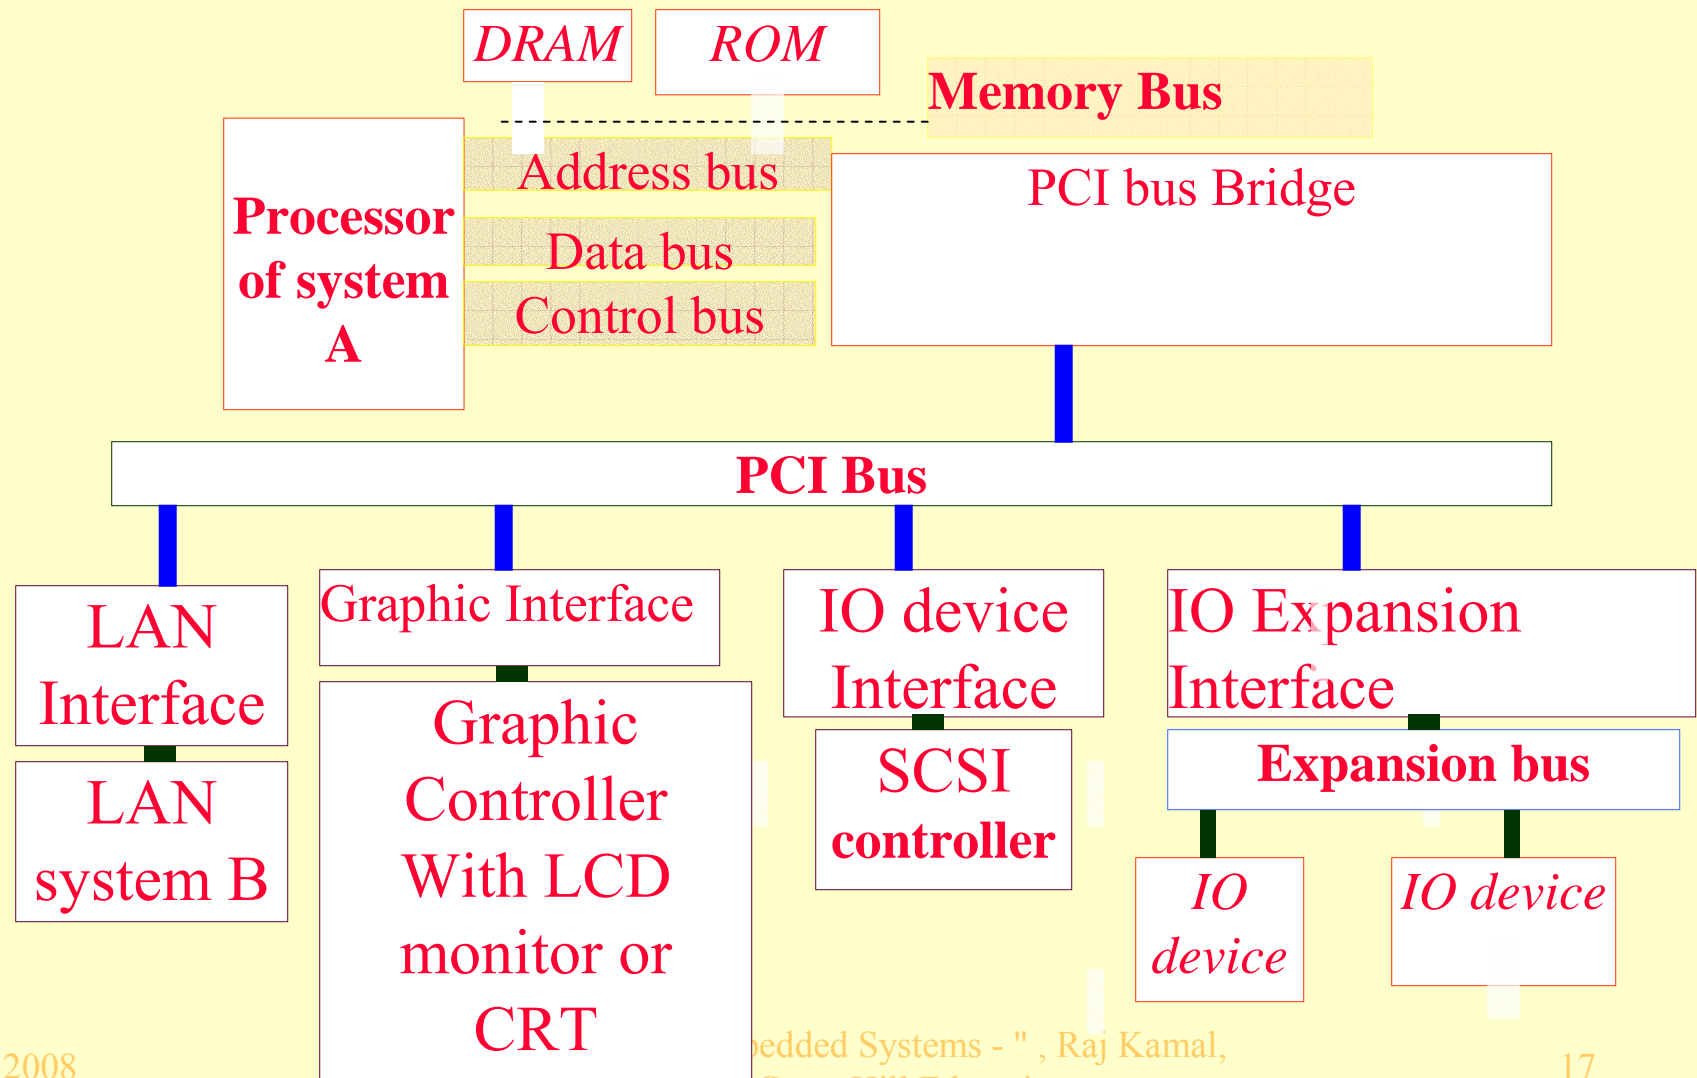 DRAM
ROM
Memory Bus
Address bus
PCI bus Bridge
Processor
of system
A
Data bus
Control bus
PCI Bus
LAN
Interface
Graphic Interface
IO device
Interface
IO Expansion
Interface
LAN
system B
Graphic
Controller
With LCD
monitor or
CRT
SCSI
controller
Expansion bus
IO
device
IO device
2008
Systems - " , Raj Kamal,
17